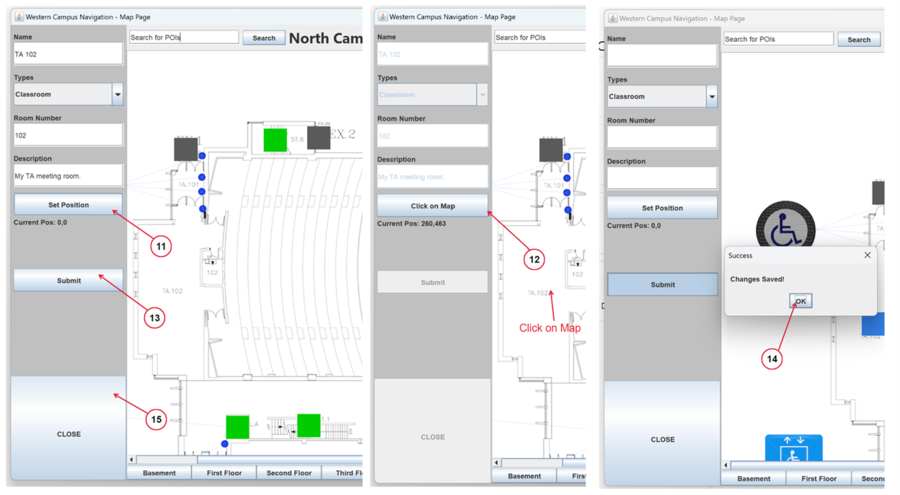 Western Campus Navigation - Map Page
Name
TA 102
Types
Classroom
Room Number
102
Description
My TA meeting room.
Set Position
Current Pos: 0,0
11
Submit
13
CLOSE
15
Search for POIs
Search
North Cam
EX.2
ST.6
TA.101
102
TA.102
Basement
First Floor
Second Floor
Third Fl
Western Campus Navigation - Map Page
Name
TA 102
Types
Classroom
Room Number
102
Description
My TA meeting room.
Click on Map
Current Pos: 260,463
12
Submit
CLOSE
Search for POIs
TA.101
102
TA.102
Click on Map
Basement
Firs
Western Campus Navigation - Map Page
Name
Types
Classroom
Room Number
Description
Set Position
Current Pos: 0,0
Submit
CLOSE
Search for POIs
Search
TA.
Success
Changes Saved!
OK
14
Basement
First Floor
Secon